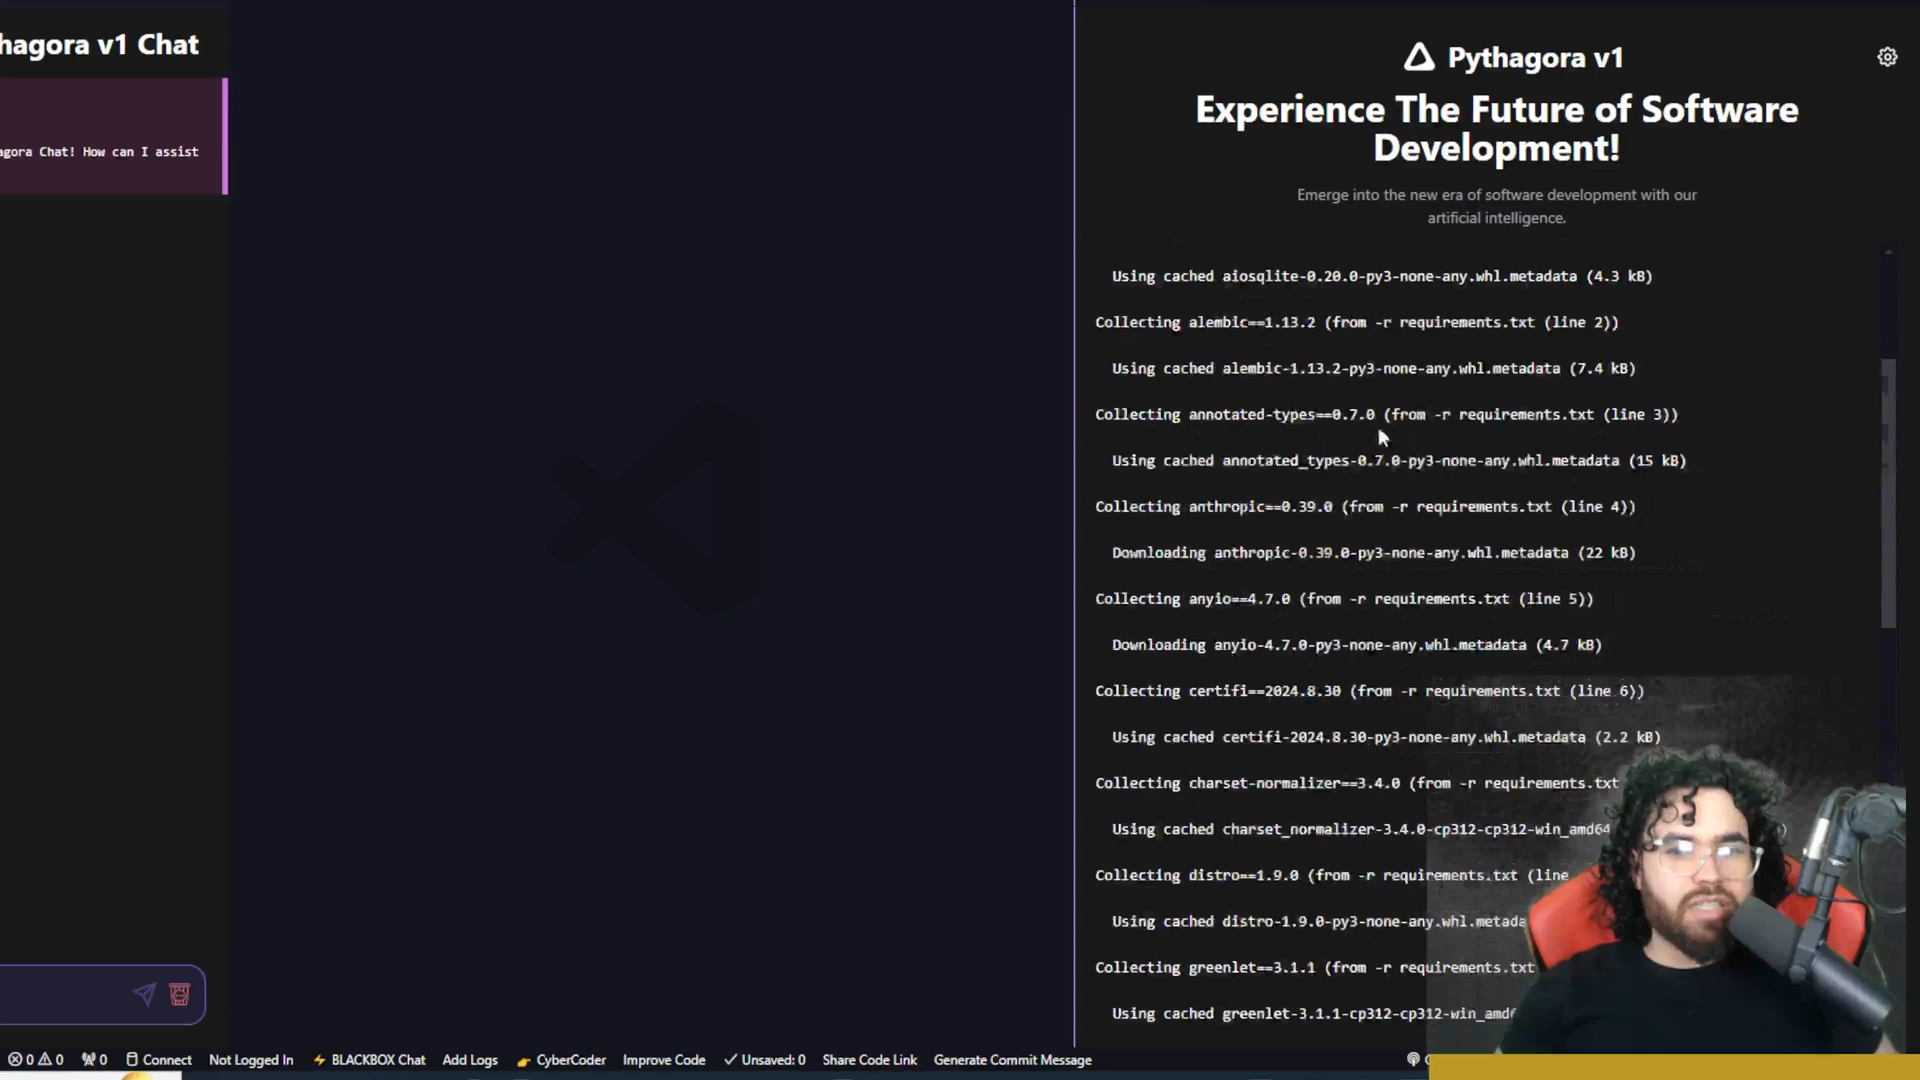 hagora v1 Chat
agora Chat! How can I assist
Pythagora v1
Experience The Future of Software
Development!
Emerge into the new era of software development with our
artificial intelligence.
Using cached aiosqlite-0.20.0-py3-none-any.whl.metadata (4.3 kB)
Collecting alembic==1.13.2 (from -r requirements.txt (line 2))
Using cached alembic-1.13.2-py3-none-any.whl.metadata (7.4 kB)
Collecting annotated-types==0.7.0 (from -r requirements.txt (line 3))
Using cached annotated_types-0.7.0-py3-none-any.whl.metadata (15 kB)
Collecting anthropic==0.39.0 (from -r requirements.txt (line 4))
Downloading anthropic-0.39.0-py3-none-any.whl.metadata (22 kB)
Collecting anyio==4.7.0 (from -r requirements.txt (line 5))
Downloading anyio-4.7.0-py3-none-any.whl.metadata (4.7 kB)
Collecting certifi==2024.8.30 (from -r requirements.txt (line 6))
Using cached certifi-2024.8.30-py3-none-any.whl.metadata (2.2 kB)
Collecting charset-normalizer==3.4.0 (from -r requirements.txt
Using cached charset_normalizer-3.4.0-cp312-cp312-win_amd64
Collecting distro==1.9.0 (from -r requirements.txt (line
Using cached distro-1.9.0-py3-none-any.whl.metada
Collecting greenlet==3.1.1 (from -r requirements.txt
Using cached greenlet-3.1.1-cp312-cp312-win_amd6
0 0 0 Connect Not Logged In BLACKBOX Chat Add Logs CyberCoder Improve Code Unsaved: 0 Share Code Link Generate Commit Message